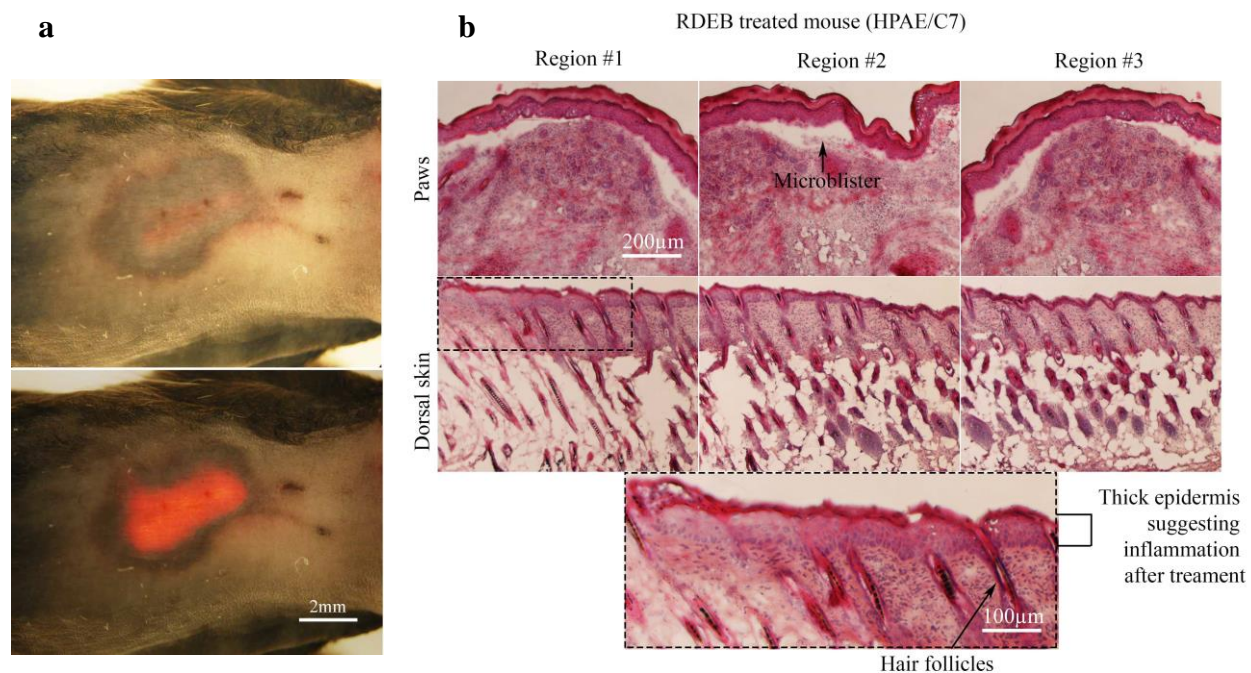 a
b
RDEB treated mouse (HPAE/C7)
Region #1
Region #2
Region #3
Paws
Microblister
200µm
Dorsal skin
2mm
Thick epidermis
suggesting
inflammation
after treament
100µm
Hair follicles